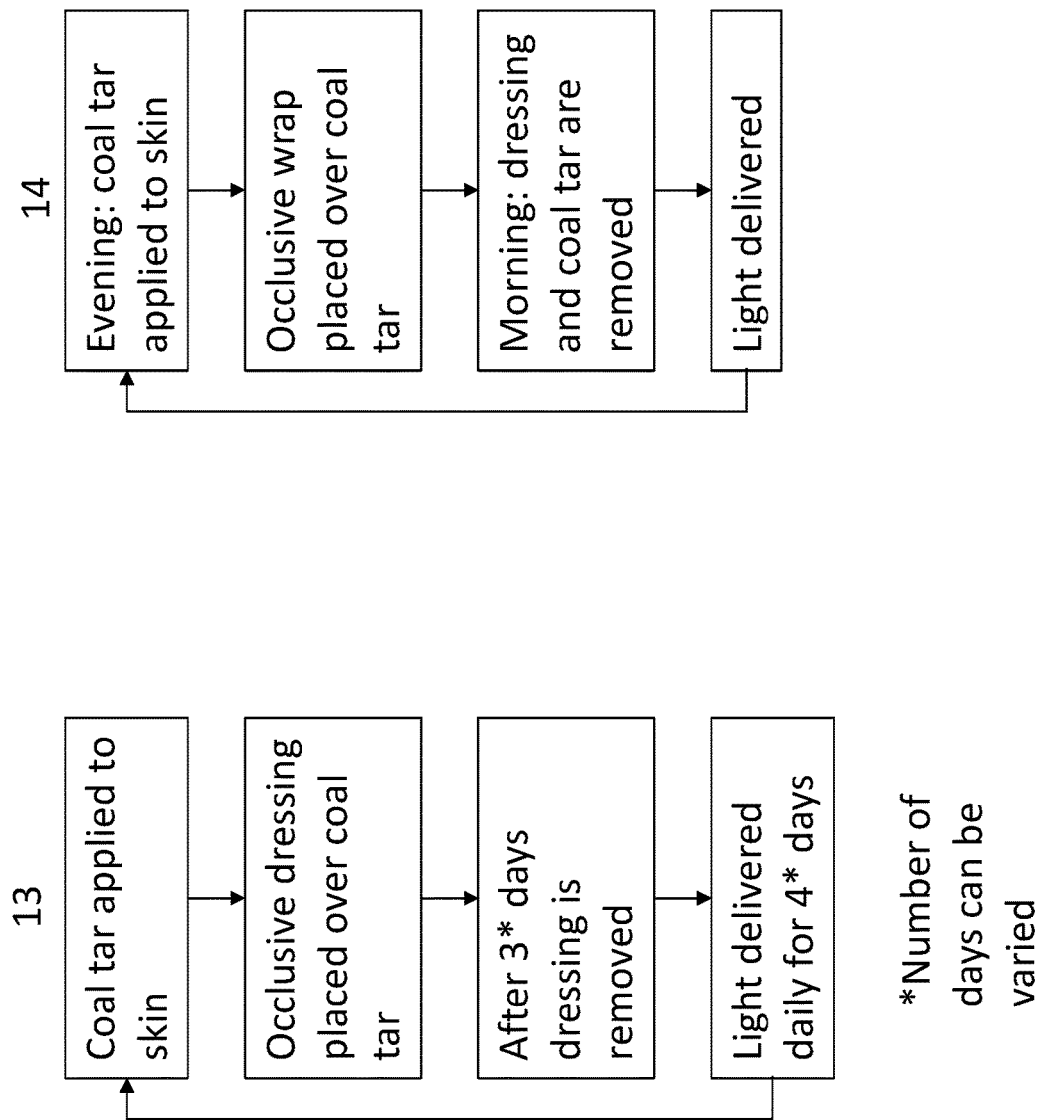 13
Coal tar applied to
skin
Occlusive dressing
placed over coal
tar
After 3* days
dressing is
removed
Light delivered
daily for 4* days
*Number of
days can be
varied
14
Evening: coal tar
applied to skin
Occlusive wrap
placed over coal
tar
Morning: dressing
and coal tar are
removed
Light delivered